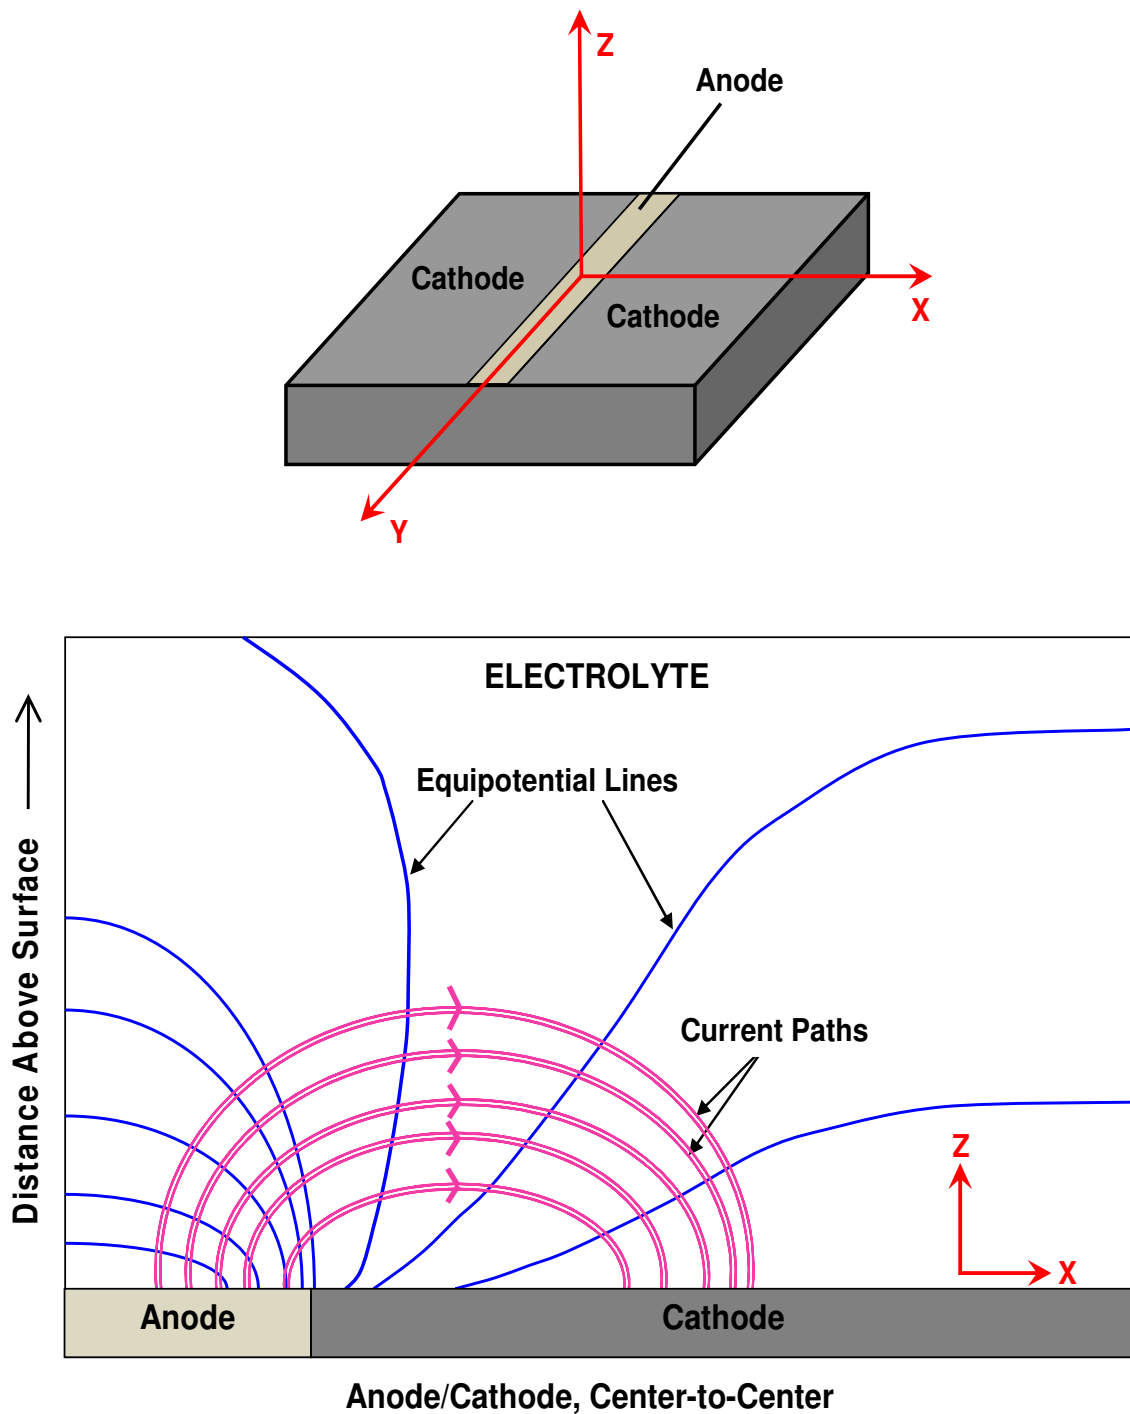 Z
Anode
Cathode
Cathode
X
Y
ELECTROLYTE
Equipotential Lines
Distance Above Surface
Current Paths
Z
X
Anode
Cathode
Anode/Cathode, Center-to-Center